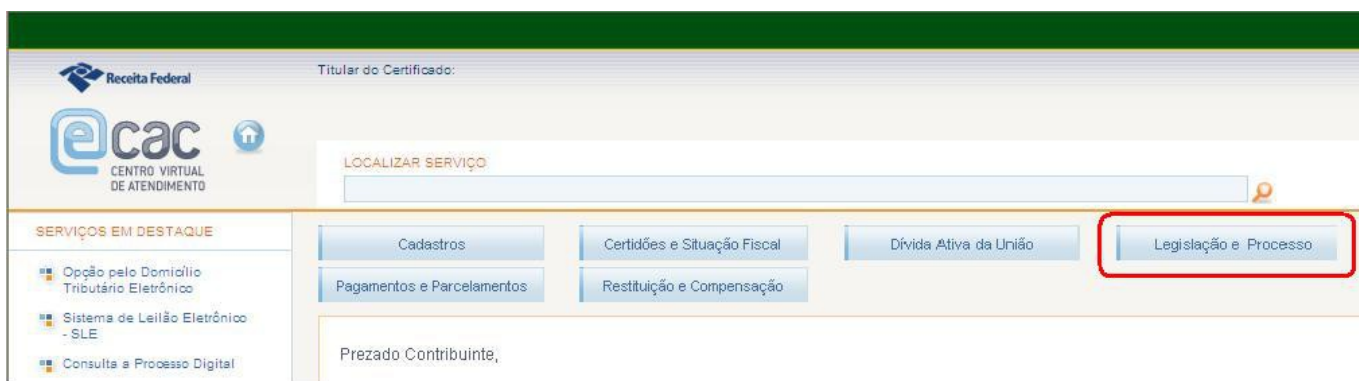 Receita Federal
Titular do Certificado:
ecac
CENTRO VIRTUAL
DE ATENDIMENTO
LOCALIZAR SERVIÇO
SERVIÇOS EM DESTAQUE
Opção pelo Domicílio
Tributário Eletrônico
Sistema de Leilão Eletrônico
- SLE
Consulta a Processo Digital
Cadastros
Certidões e Situação Fiscal
Dívida Ativa da União
Legislação e Processo
Pagamentos e Parcelamentos
Restituição e Compensação
Prezado Contribuinte,